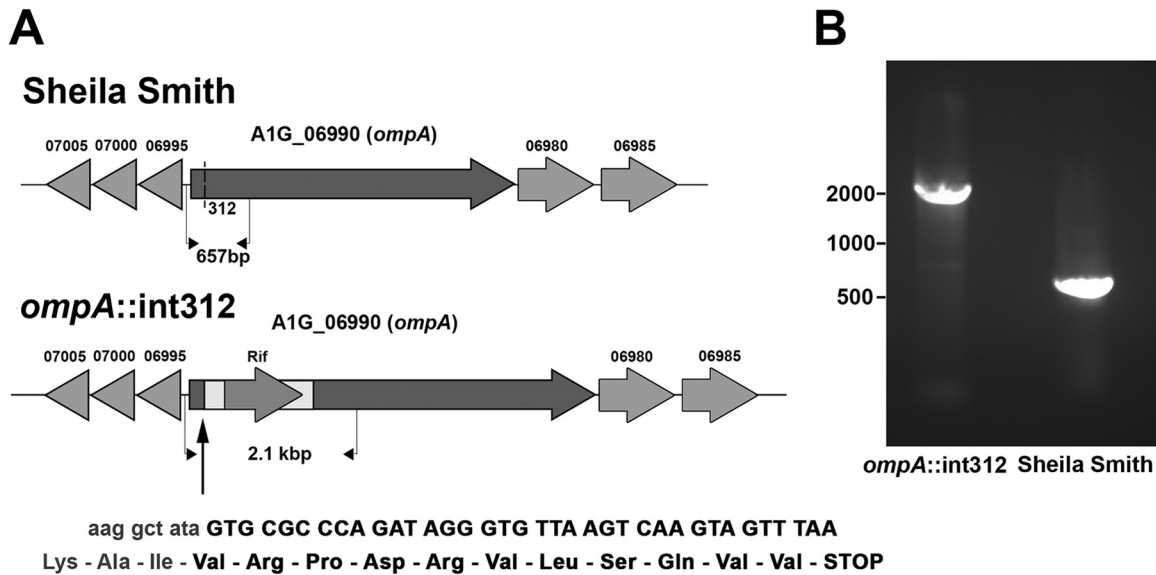 A
B
Sheila Smith
A1G_06990 (ompA)
07005 07000 06995 06980 06985
312
657bp
2000
1000
500
ompA::int312
A1G_06990 (ompA)
07005 07000 06995 Rif 06980 06985
2.1 kbp
ompA::int312 Sheila Smith
aag gct ata GTG CGC CCA GAT AGG GTG TTA AGT CAA GTA GTT TAA
Lys - Ala - Ile - Val - Arg - Pro - Asp - Arg - Val - Leu - Ser - Gln - Val - Val - STOP